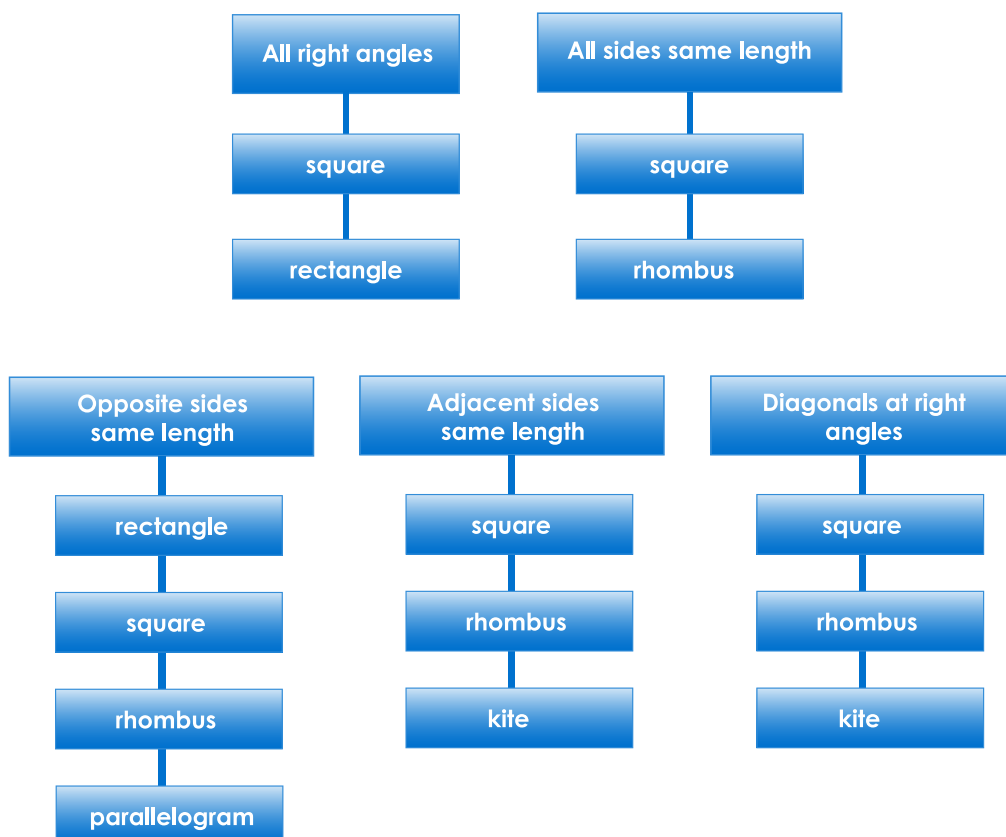 All right angles
square
rectangle
All sides same length
square
rhombus
Opposite sides
same length
rectangle
square
rhombus
parallelogram
Adjacent sides
same length
square
rhombus
kite
Diagonals at right
angles
square
rhombus
kite